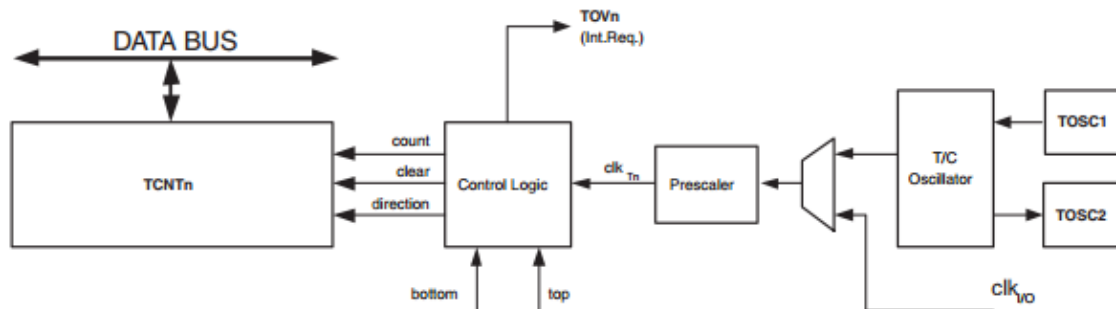 TOVn
(Int.Req.)
DATA BUS
TOSC1
count
T/C
Oscillator
clk Tn
TCNTn
clear
Control Logic
Prescaler
direction
TOSC2
bottom
top
clkI/O